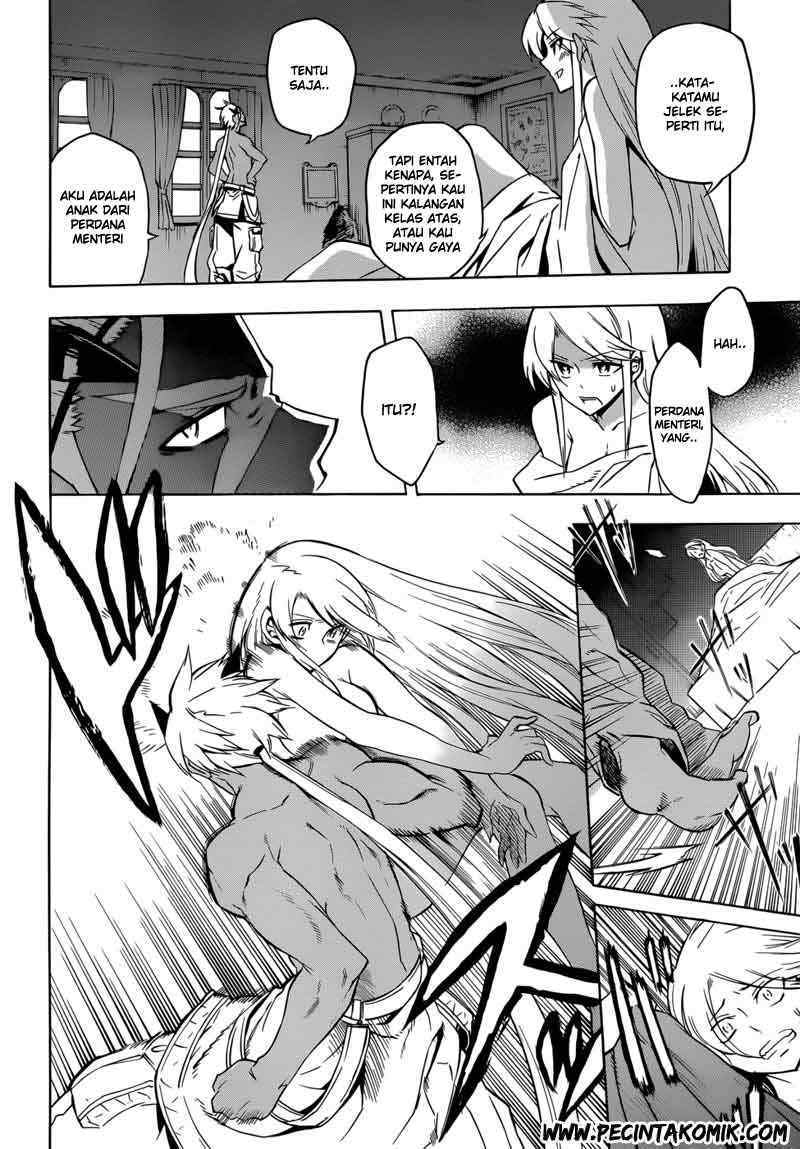 ..KATA-
KATAMU
JELEK SE-
PERTI ITU,
TAPI ENTAH
KENAPA, SE-
PERTINYA KAU
INI KALANGAN
KELAS ATAS,
ATAU KAU
PUNYA GAYA
TENTU
SAJA..
AKU ADALAH
ANAK DARI
PERDANA
MENTERI
HAH..
PERDANA
MENTERI,
YANG..
ITU?!
WWW.PECINTAKOMIK.COM